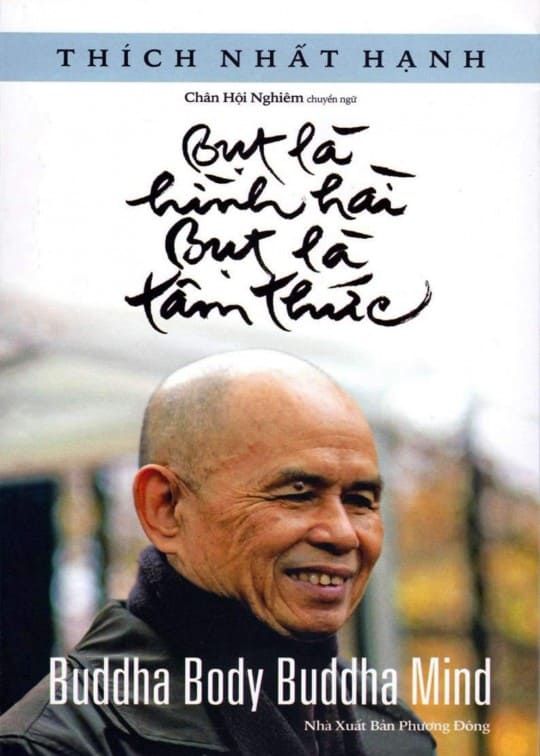 THÍCH NHẤT HẠNH
Chân Hội Nghiêm chuyển ngữ
Bụt là
hình hài
Bụt là
tâm thức
Buddha Body Buddha Mind
Nhà Xuất Bản Phương Đông